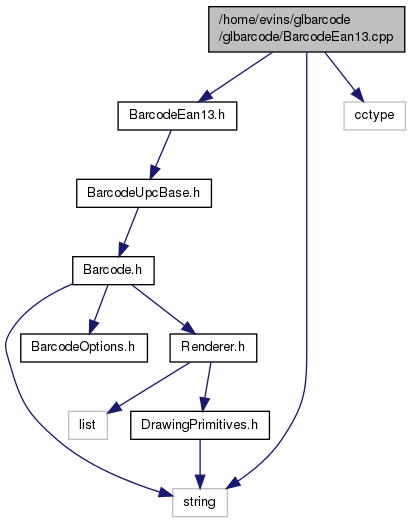 /home/evins/glbarcode
/glbarcode/BarcodeEan13.cpp
BarcodeEan13.h
cctype
BarcodeUpcBase.h
Barcode.h
BarcodeOptions.h
Renderer.h
list
DrawingPrimitives.h
string